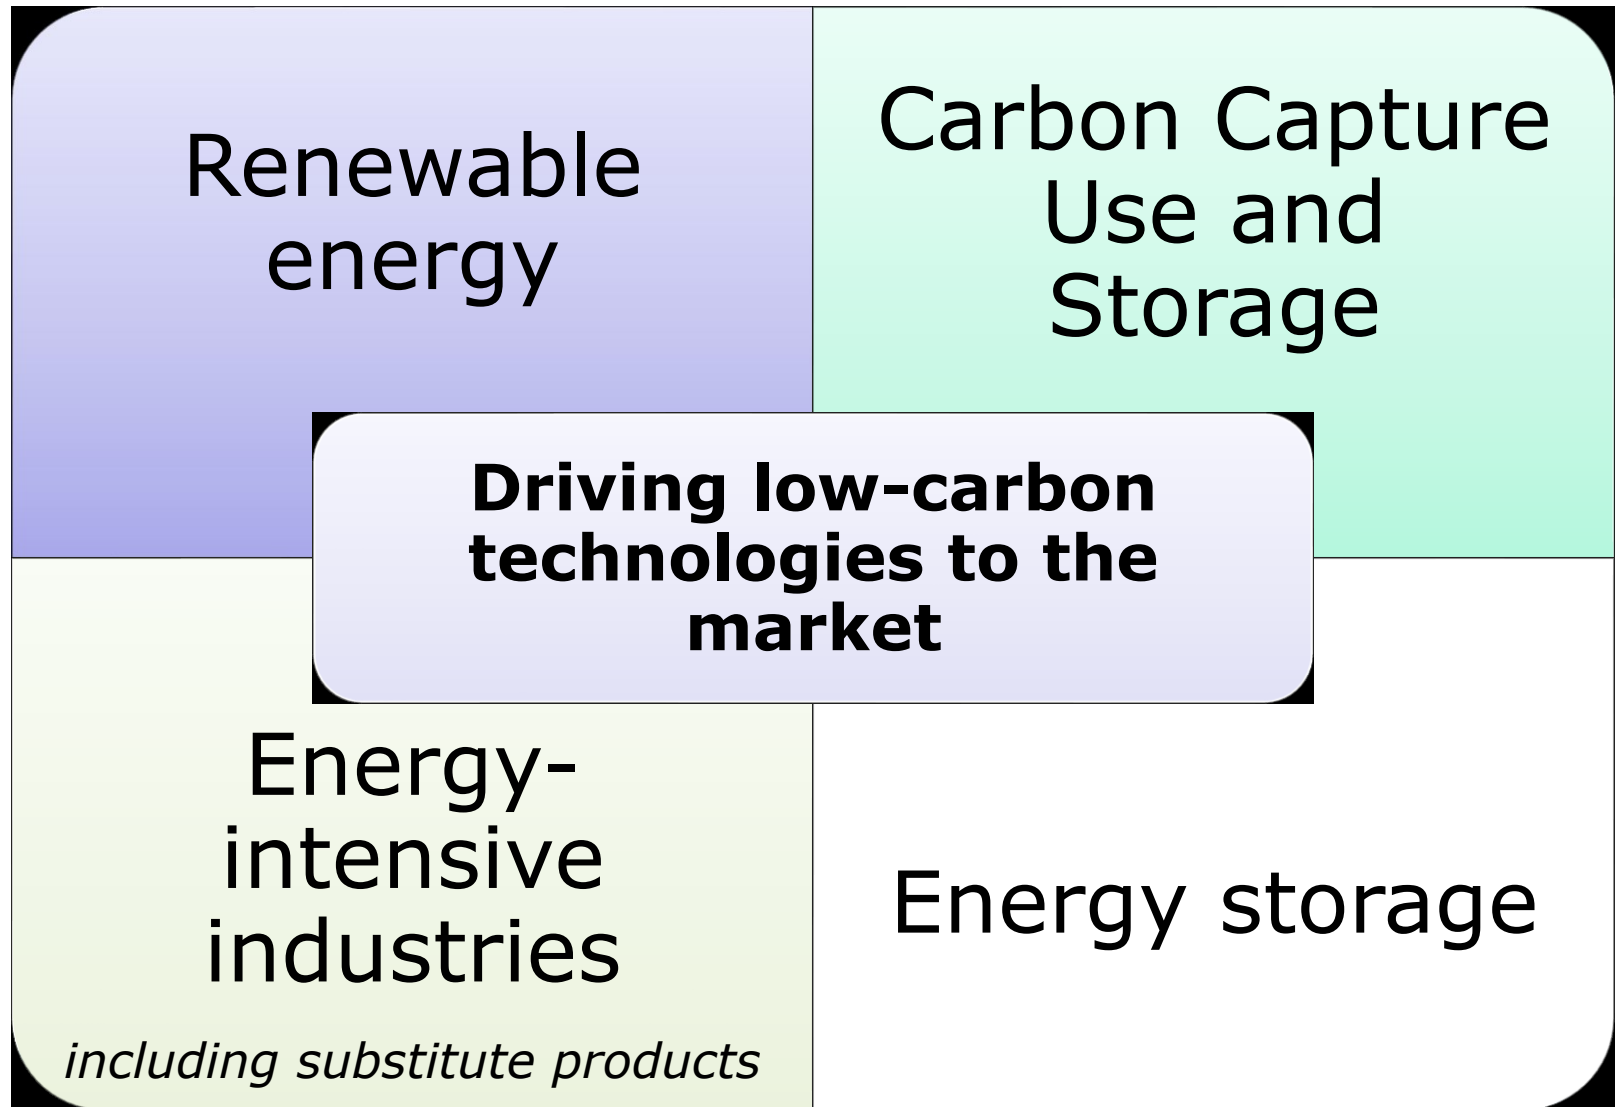 Renewable
energy
Carbon Capture
Use and
Storage
Driving low-carbon
technologies to the
market
Energy-
intensive
industries
including substitute products
Energy storage